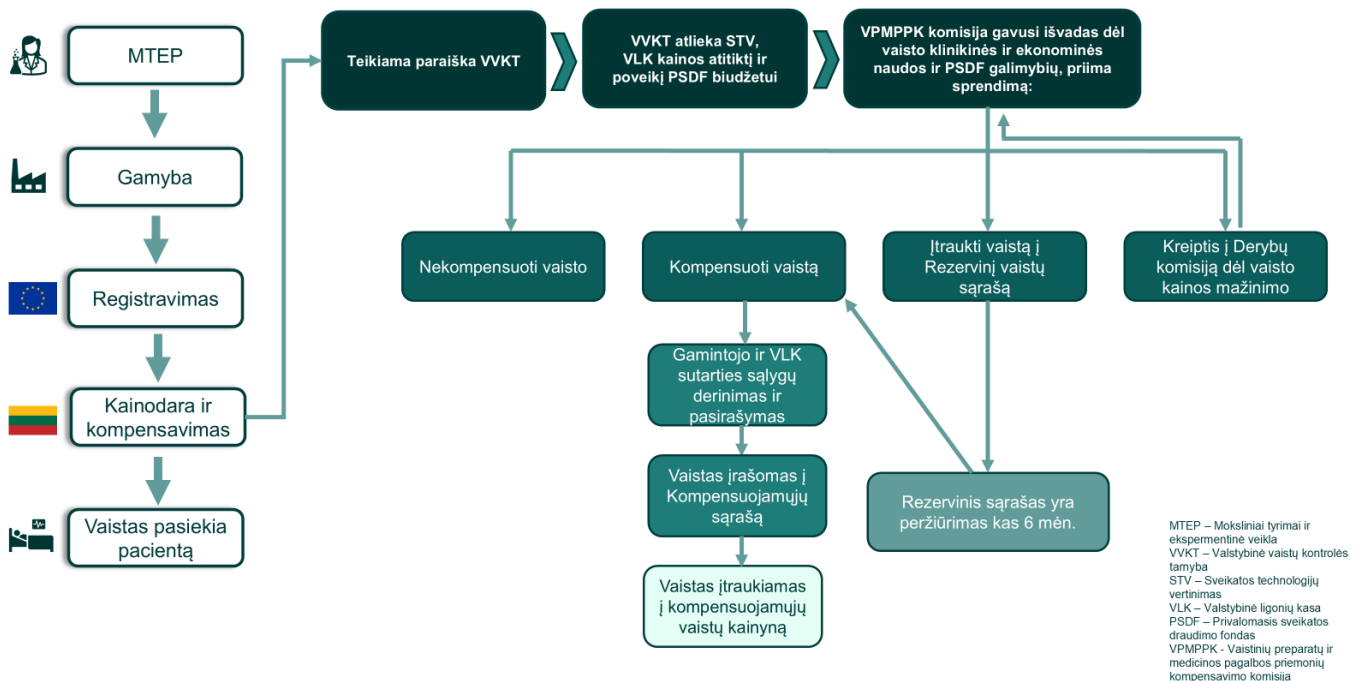 MTEP
Gamyba
Registravimas
Kainodara ir
kompensavimas
Vaistas pasiekia
pacientą
Teikiama paraiška VVKT
VVKT atlieka STV,
VLK kainos atitiktį ir
poveikį PSDF biudžetui
VPMPPK komisija gavusi išvadas dėl
vaisto klinikinės ir ekonominės
naudos ir PSDF galimybių, priima
sprendimą:
Nekompensuoti vaisto
Kompensuoti vaistą
Įtraukti vaistą į
Rezervinį vaistų
sąrašą
Kreiptis į Derybų
komisiją dėl vaisto
kainos mažinimo
Gamintojo ir VLK
sutarties sąlygų
derinimas ir
pasirašymas
Vaistas įrašomas į
Kompensuojamųjų
sąrašą
Vaistas įtraukiamas
į kompensuojamųjų
vaistų kainyną
Rezervinis sąrašas yra
peržiūrimas kas 6 mėn.
MTEP – Moksliniai tyrimai ir
ekspermentinė veikla
VVKT – Valstybinė vaistų kontrolės
tarnyba
STV – Sveikatos technologijų
vertinimas
VLK – Valstybinė ligonių kasa
PSDF – Privalomasis sveikatos
draudimo fondas
VPMPPK - Vaistinių preparatų ir
medicinos pagalbos priemonių
kompensavimo komisija